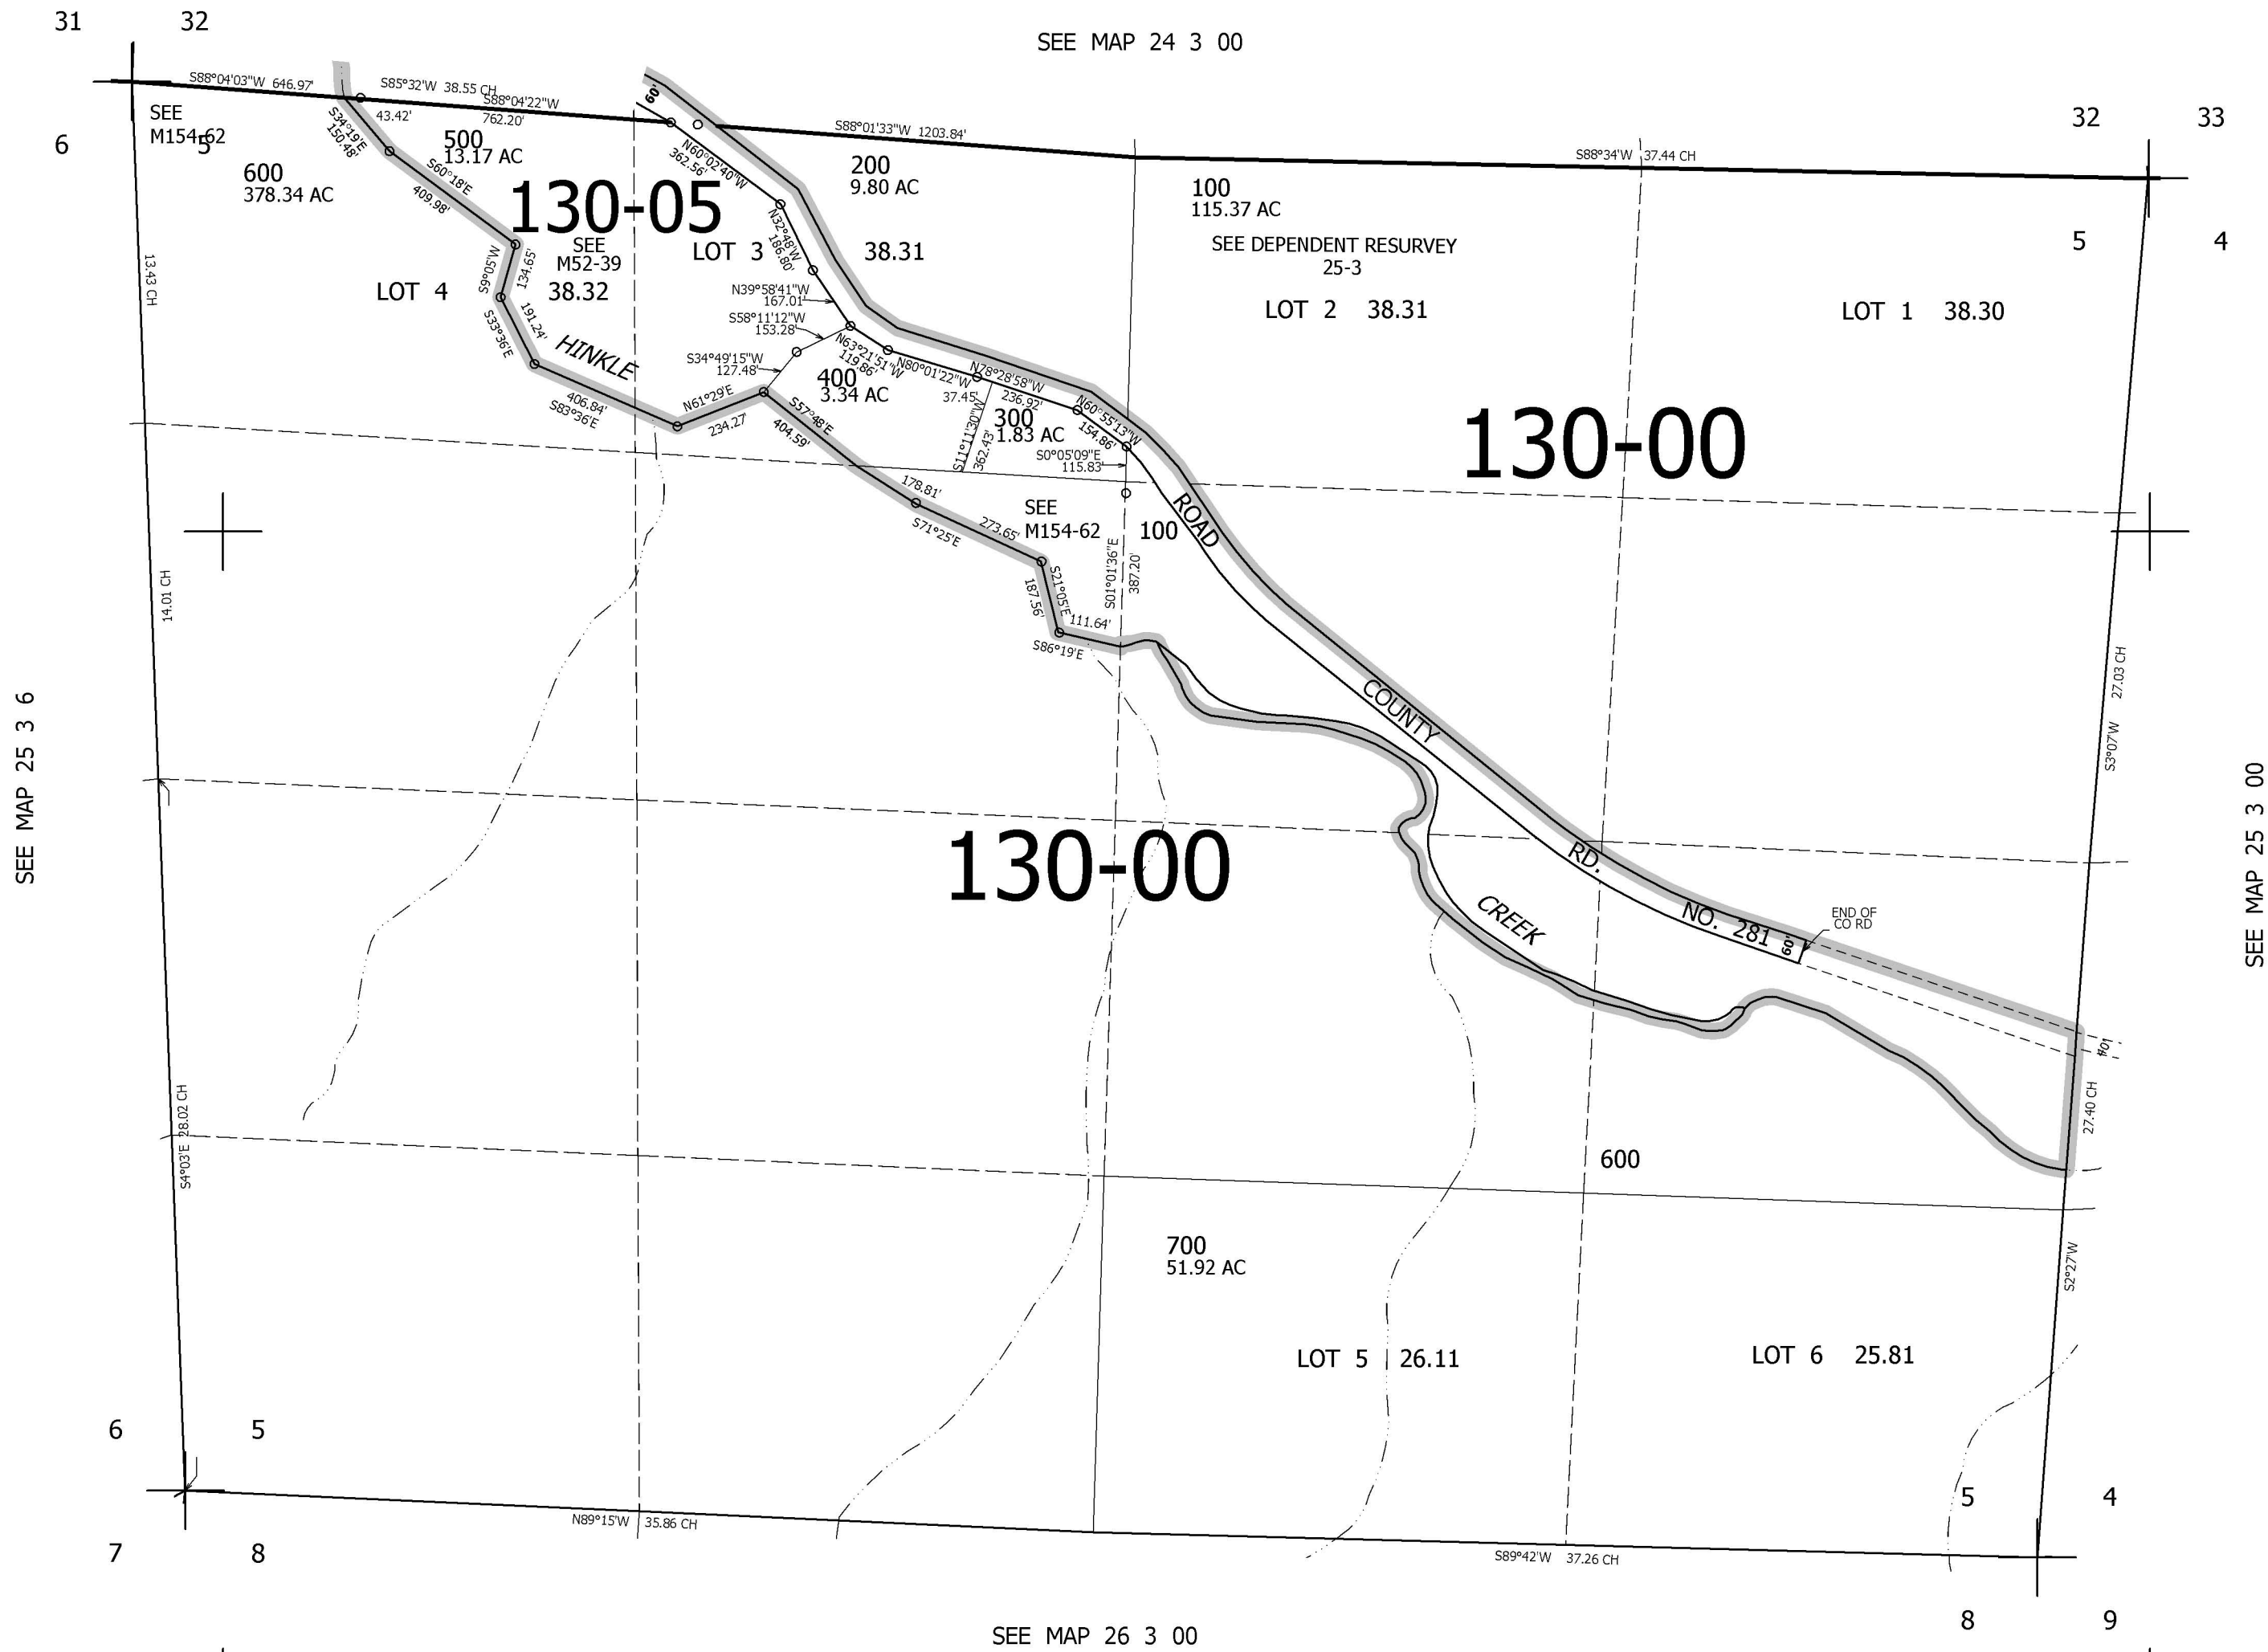 31 32
SEE MAP 24 3 00
S88°04'03"W 646.97'
S85°32'W 38.55 CH
S88°04'22"W
762.20'
43.42'
60'
S88°01'33"W 1203.84'
S88°34'W 37.44 CH
32 33
SEE
M154-62
6 5
S34°19'E
150.48'
500
13.17 AC
600
378.34 AC
S60°18'E
409.98'
130-05
N60°02'40"W
362.56'
200
9.80 AC
100
115.37 AC
SEE DEPENDENT RESURVEY
25-3
5 4
SEE
M52-39
LOT 3
38.31
N32°48'W
186.80'
LOT 4
38.32
S9°05'W
134.65'
S33°36'E
191.24'
13.43 CH
LOT 2 38.31
LOT 1 38.30
N39°58'41"W
167.01'
S58°11'12"W
153.28'
HINKLE
S34°49'15"W
127.48'
N63°21'51"W
119.86'
N80°01'22"W
37.45'
N78°28'58"W
236.92'
400
3.34 AC
406.84'
S83°36'E
N61°29'E
234.27'
S57°48'E
404.59'
S11°11'30"W
362.43'
300
1.83 AC
N60°55'13"W
154.86'
S0°05'09"E
115.83'
130-00
178.81'
S71°25'E
273.65'
SEE
M154-62
100
ROAD
S01°01'36"E
387.20'
S21°05'E
187.56'
111.64'
S86°19'E
14.01 CH
SEE MAP 25 3 6
COUNTY
27.03 CH
S3°07'W
SEE MAP 25 3 00
130-00
RD.
CREEK
NO. 281
60'
END OF
CO RD
40'
27.40 CH
S4°03'E 28.02 CH
600
700
51.92 AC
S2°27'W
LOT 5 26.11
LOT 6 25.81
6 5
5 4
N89°15'W 35.86 CH
S89°42'W 37.26 CH
7 8
8 9
SEE MAP 26 3 00